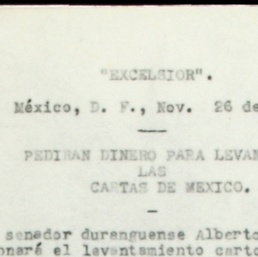 "EXCELSIOR".
México, D. F., Nov. 26 de
PEDIRAN DINERO PARA LEVAN
LAS
CARTAS DE MEXICO.
senador duranguense Alberto
onará el levantamiento carto